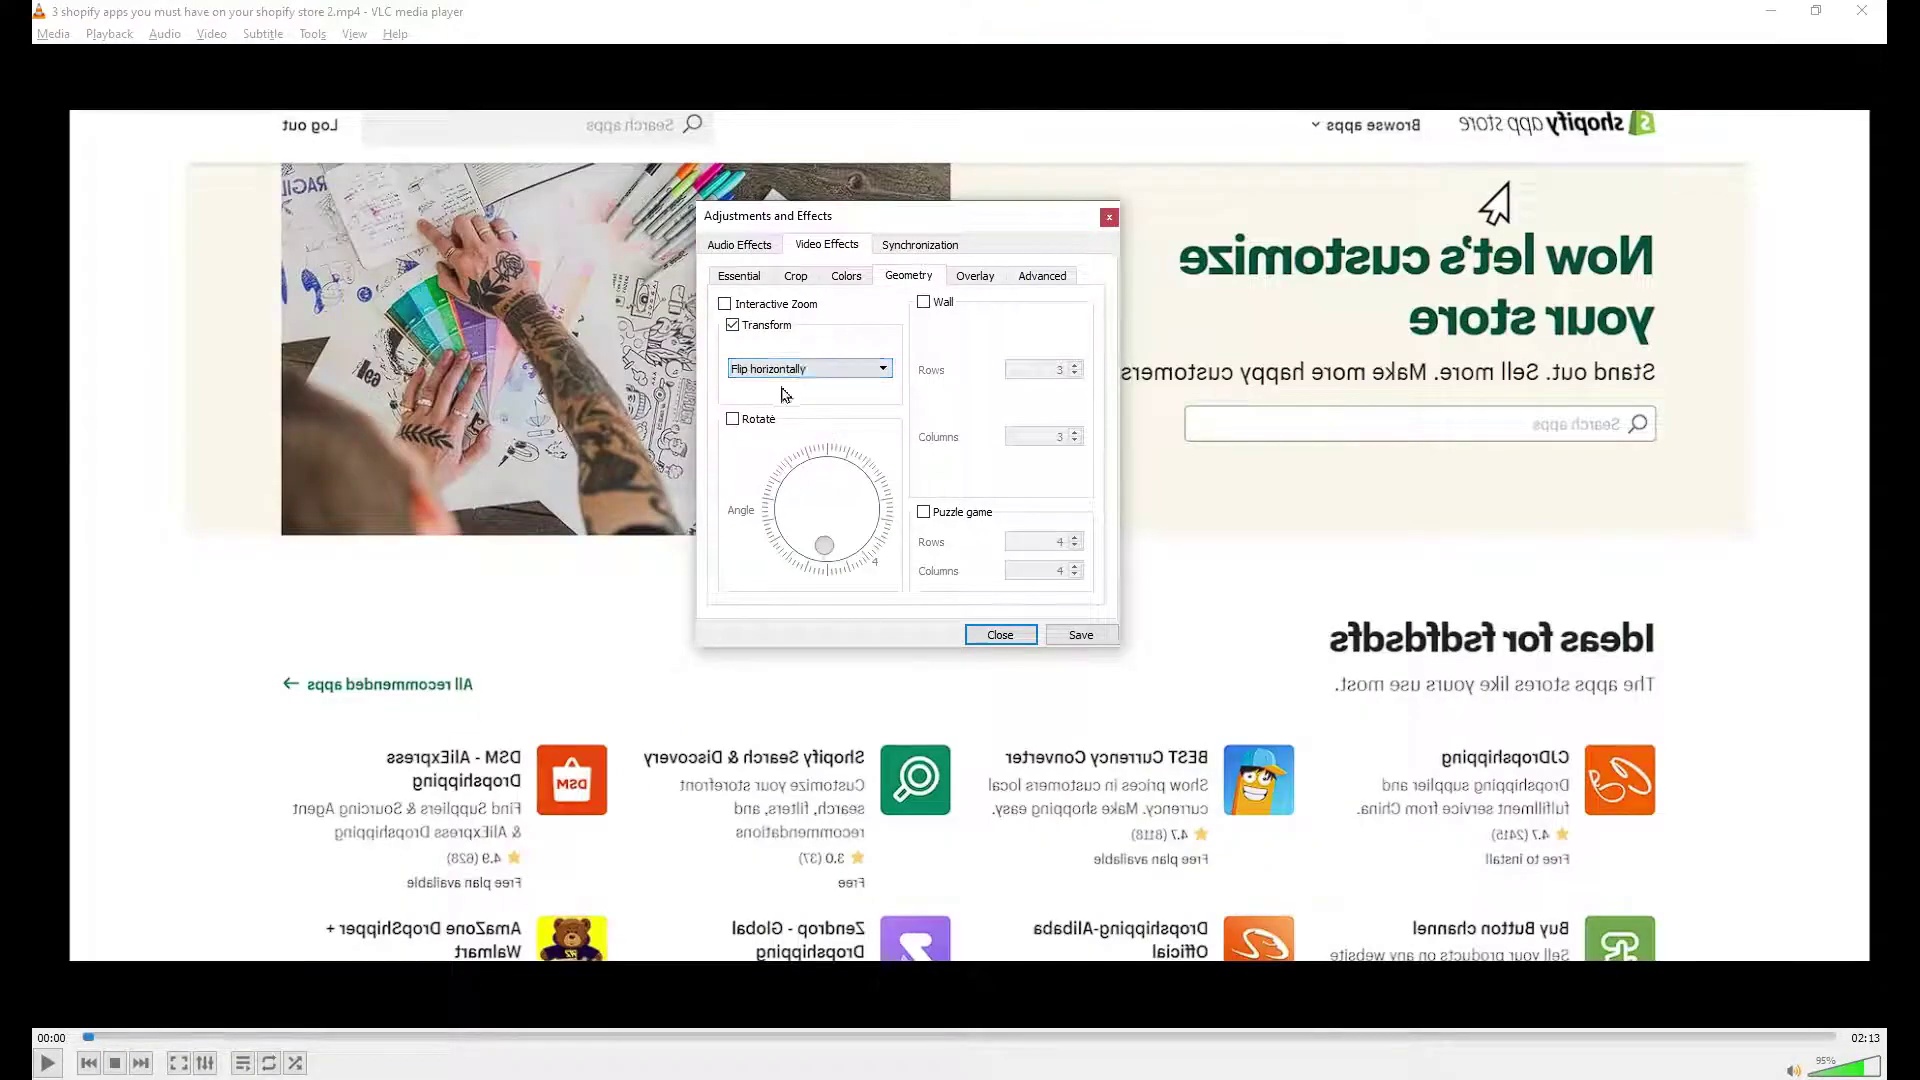 3 shopify apps you must have on your shopify store 2.mp4 - VLC media player
Media Playback Audio Video Subtitle Tools View Help
Log out
Search apps
Browse apps
shopify app store
Now let's customize
your store
Stand out. Sell more. Make more happy customers
Search apps
Adjustments and Effects
x
Audio Effects Video Effects Synchronization
Essential Crop Colors Geometry Overlay Advanced
Interactive Zoom
Transform
Flip horizontally
Rotate
Angle
4
Wall
Rows 3
Columns 3
Puzzle game
Rows 4
Columns 4
Close Save
Ideas for fsdfdsdfs
The apps stores like yours use most.
All recommended apps
DSM - AliExpress
Dropshipping
Find Suppliers & Sourcing Agent
& AliExpress Dropshipping
4.9 (628)
Free plan available
DSM
Shopify Search & Discovery
Customize your storefront
search, filters, and
recommendations
3.0 (37)
Free
BEST Currency Converter
Show prices in customers local
currency. Make shopping easy.
4.7 (8118)
Free plan available
CJDropshipping
Dropshipping supplier and
fulfillment service from China.
4.7 (2415)
Free to install
AmaZone DropShipper +
Walmart
Zendrop - Global
Dropshipping
Dropshipping-Alibaba
Official
Buy Button channel
Sell your products on any website
00:00
02:13
95%